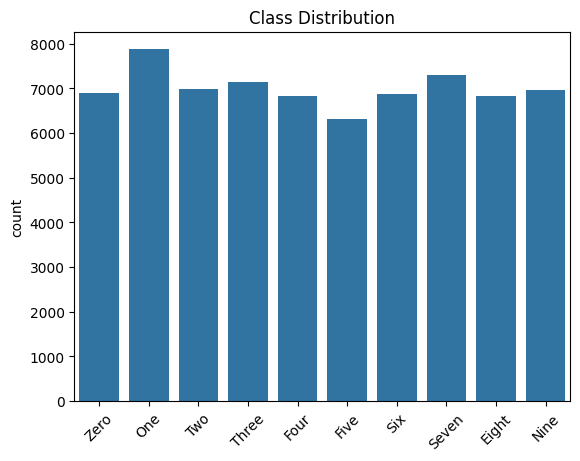 Class Distribution
count
8000
7000
6000
5000
4000
3000
2000
1000
0
Zero
One
Two
Three
Four
Five
Six
Seven
Eight
Nine